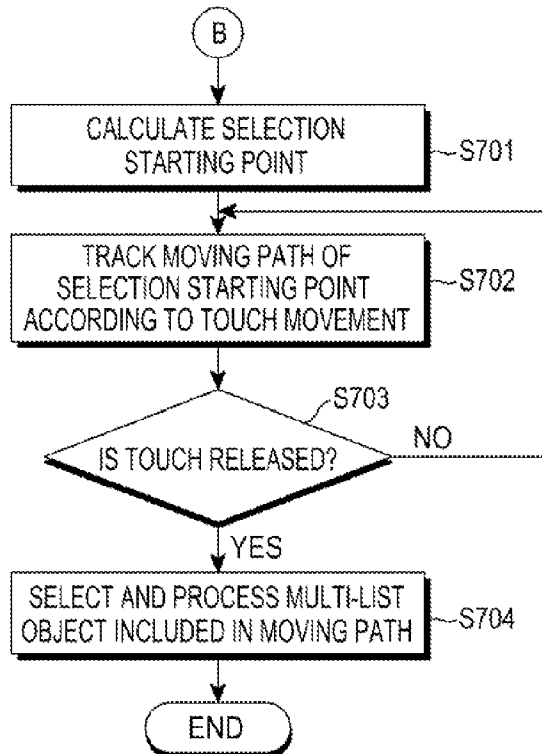 B
CALCULATE SELECTION
STARTING POINT
S701
TRACK MOVING PATH OF
SELECTION STARTING POINT
ACCORDING TO TOUCH MOVEMENT
S702
S703
IS TOUCH RELEASED?
NO
YES
SELECT AND PROCESS MULTI-LIST
OBJECT INCLUDED IN MOVING PATH
S704
END